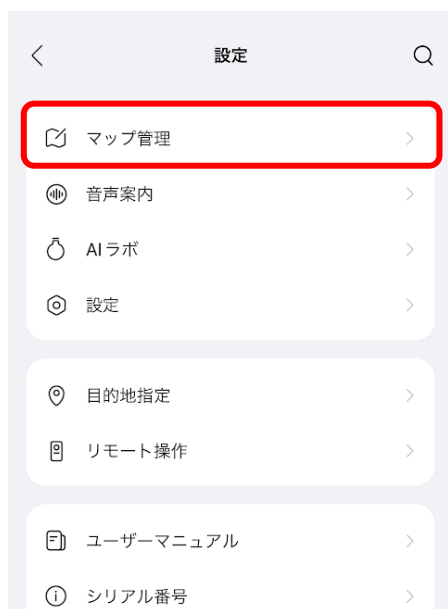 設定
マップ管理
音声案内
AIラボ
設定
目的地指定
リモート操作
ユーザーマニュアル
シリアル番号